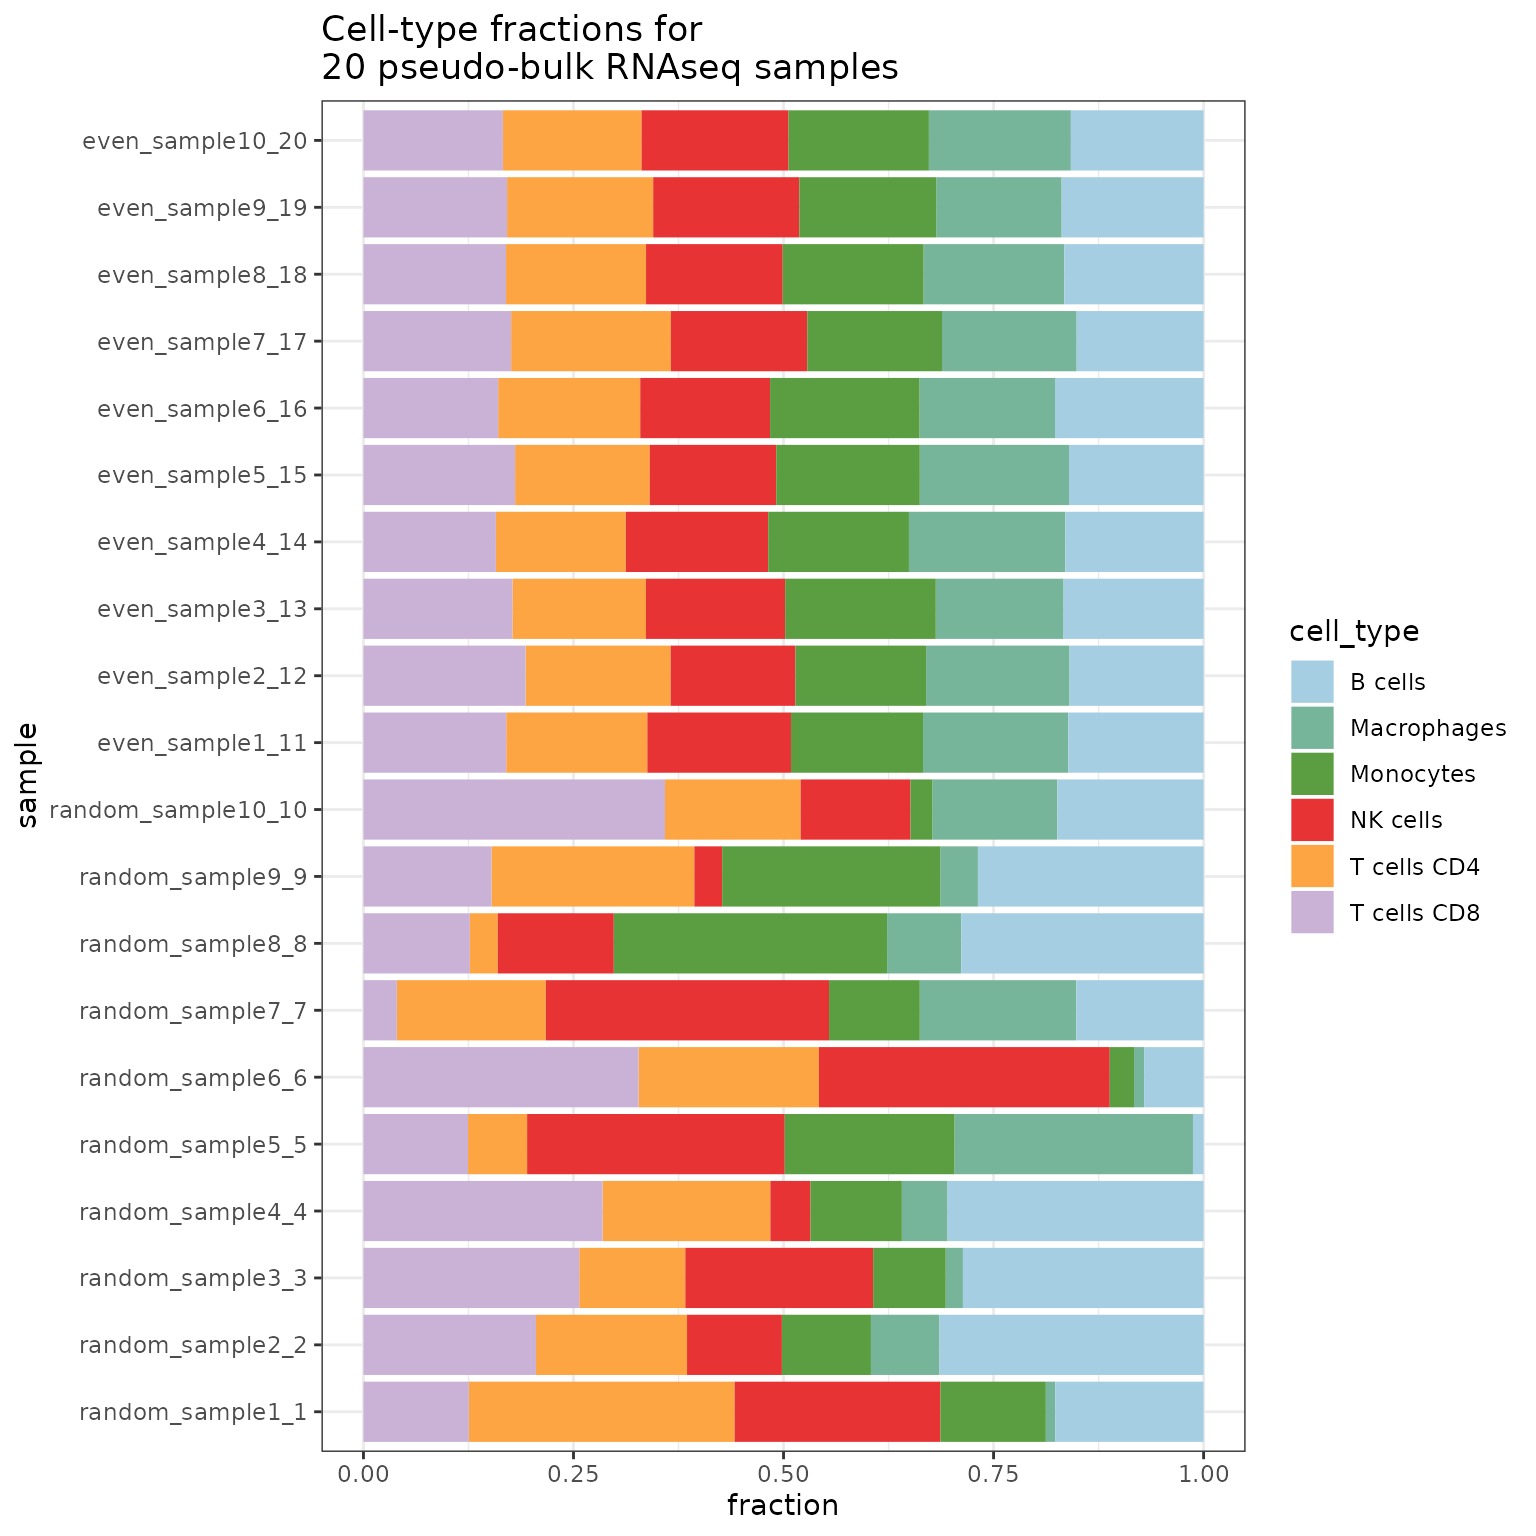 Cell-type fractions for
20 pseudo-bulk RNAseq samples
sample
even_sample10_20
even_sample9_19
even_sample8_18
even_sample7_17
even_sample6_16
even_sample5_15
even_sample4_14
even_sample3_13
even_sample2_12
even_sample1_11
random_sample10_10
random_sample9_9
random_sample8_8
random_sample7_7
random_sample6_6
random_sample5_5
random_sample4_4
random_sample3_3
random_sample2_2
random_sample1_1
0.00 0.25 0.50 0.75 1.00
fraction
cell_type
B cells
Macrophages
Monocytes
NK cells
T cells CD4
T cells CD8